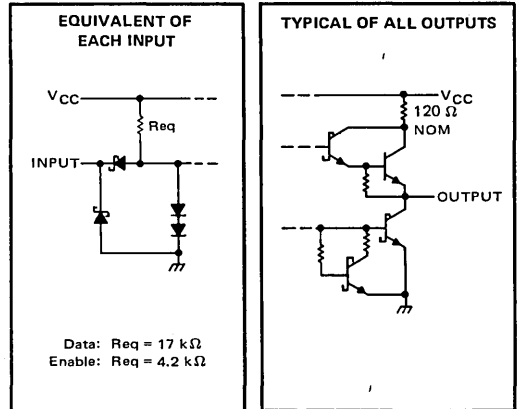 EQUIVALENT OF
EACH INPUT
VCC
Req
INPUT
Data: Req = 17 kΩ
Enable: Req = 4.2 kΩ
TYPICAL OF ALL OUTPUTS
VCC
120 Ω
NOM
OUTPUT